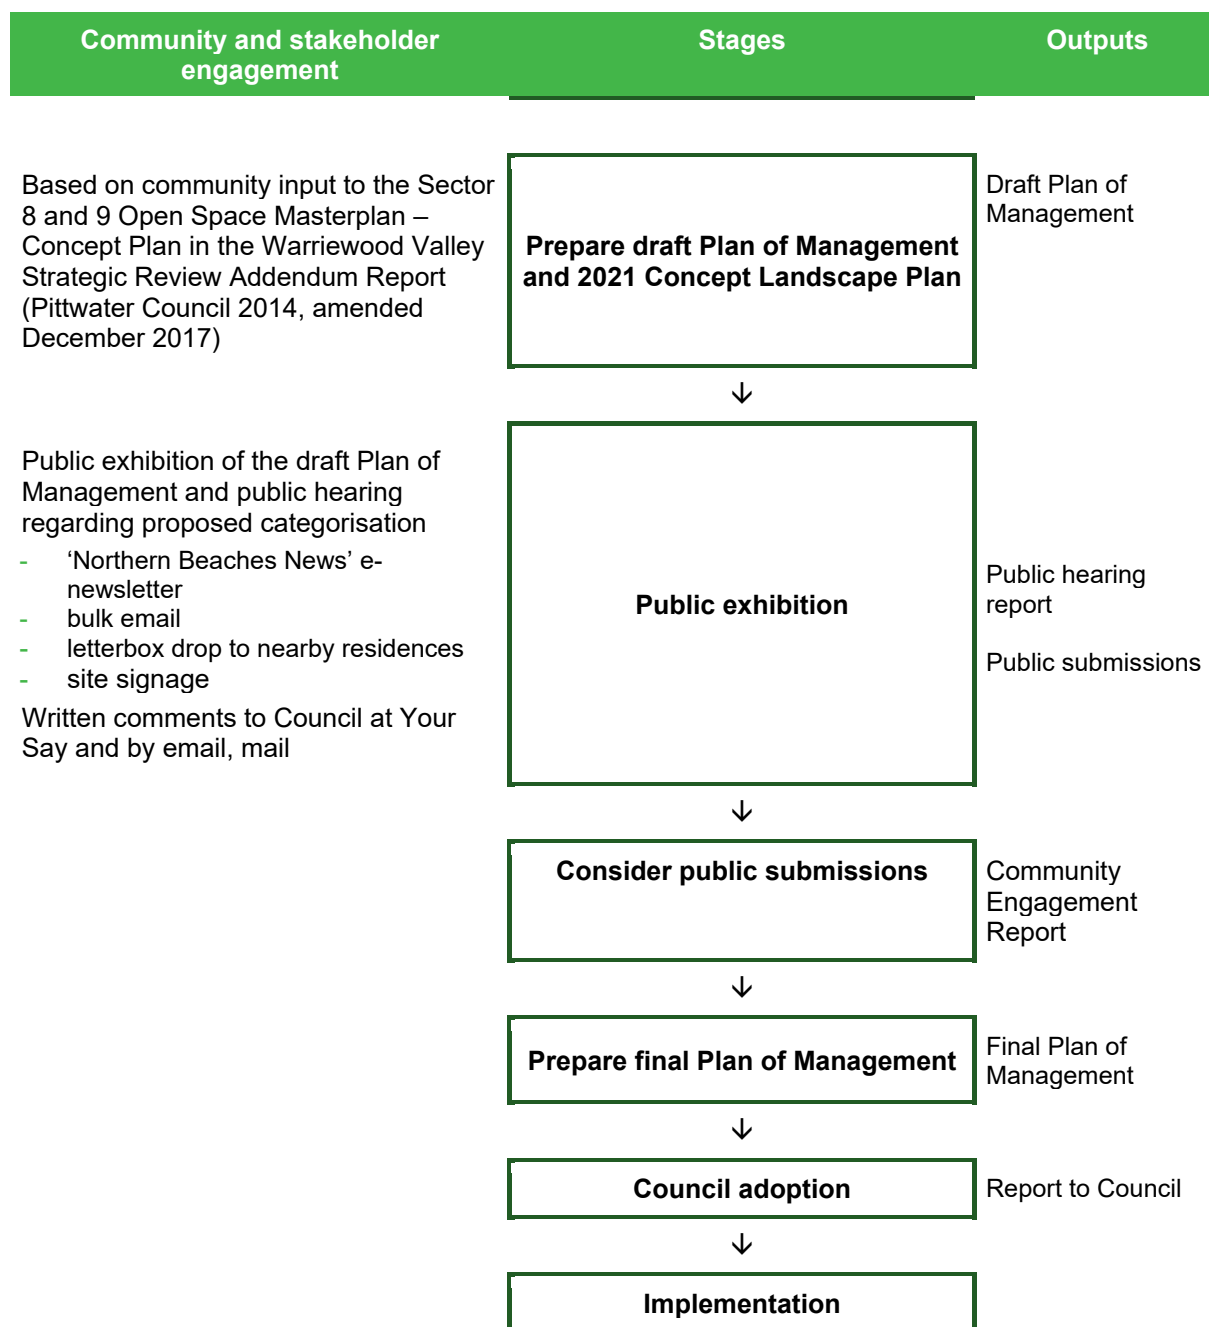 Community and stakeholder
engagement
Stages
Outputs
Based on community input to the Sector
8 and 9 Open Space Masterplan –
Concept Plan in the Warriewood Valley
Strategic Review Addendum Report
(Pittwater Council 2014, amended
December 2017)
Prepare draft Plan of Management
and 2021 Concept Landscape Plan
Draft Plan of
Management
↓
Public exhibition of the draft Plan of
Management and public hearing
regarding proposed categorisation
- ‘Northern Beaches News’ e-
newsletter
- bulk email
- letterbox drop to nearby residences
- site signage
Written comments to Council at Your
Say and by email, mail
Public exhibition
Public hearing
report
Public submissions
↓
Consider public submissions
Community
Engagement
Report
↓
Prepare final Plan of Management
Final Plan of
Management
↓
Council adoption
Report to Council
↓
Implementation